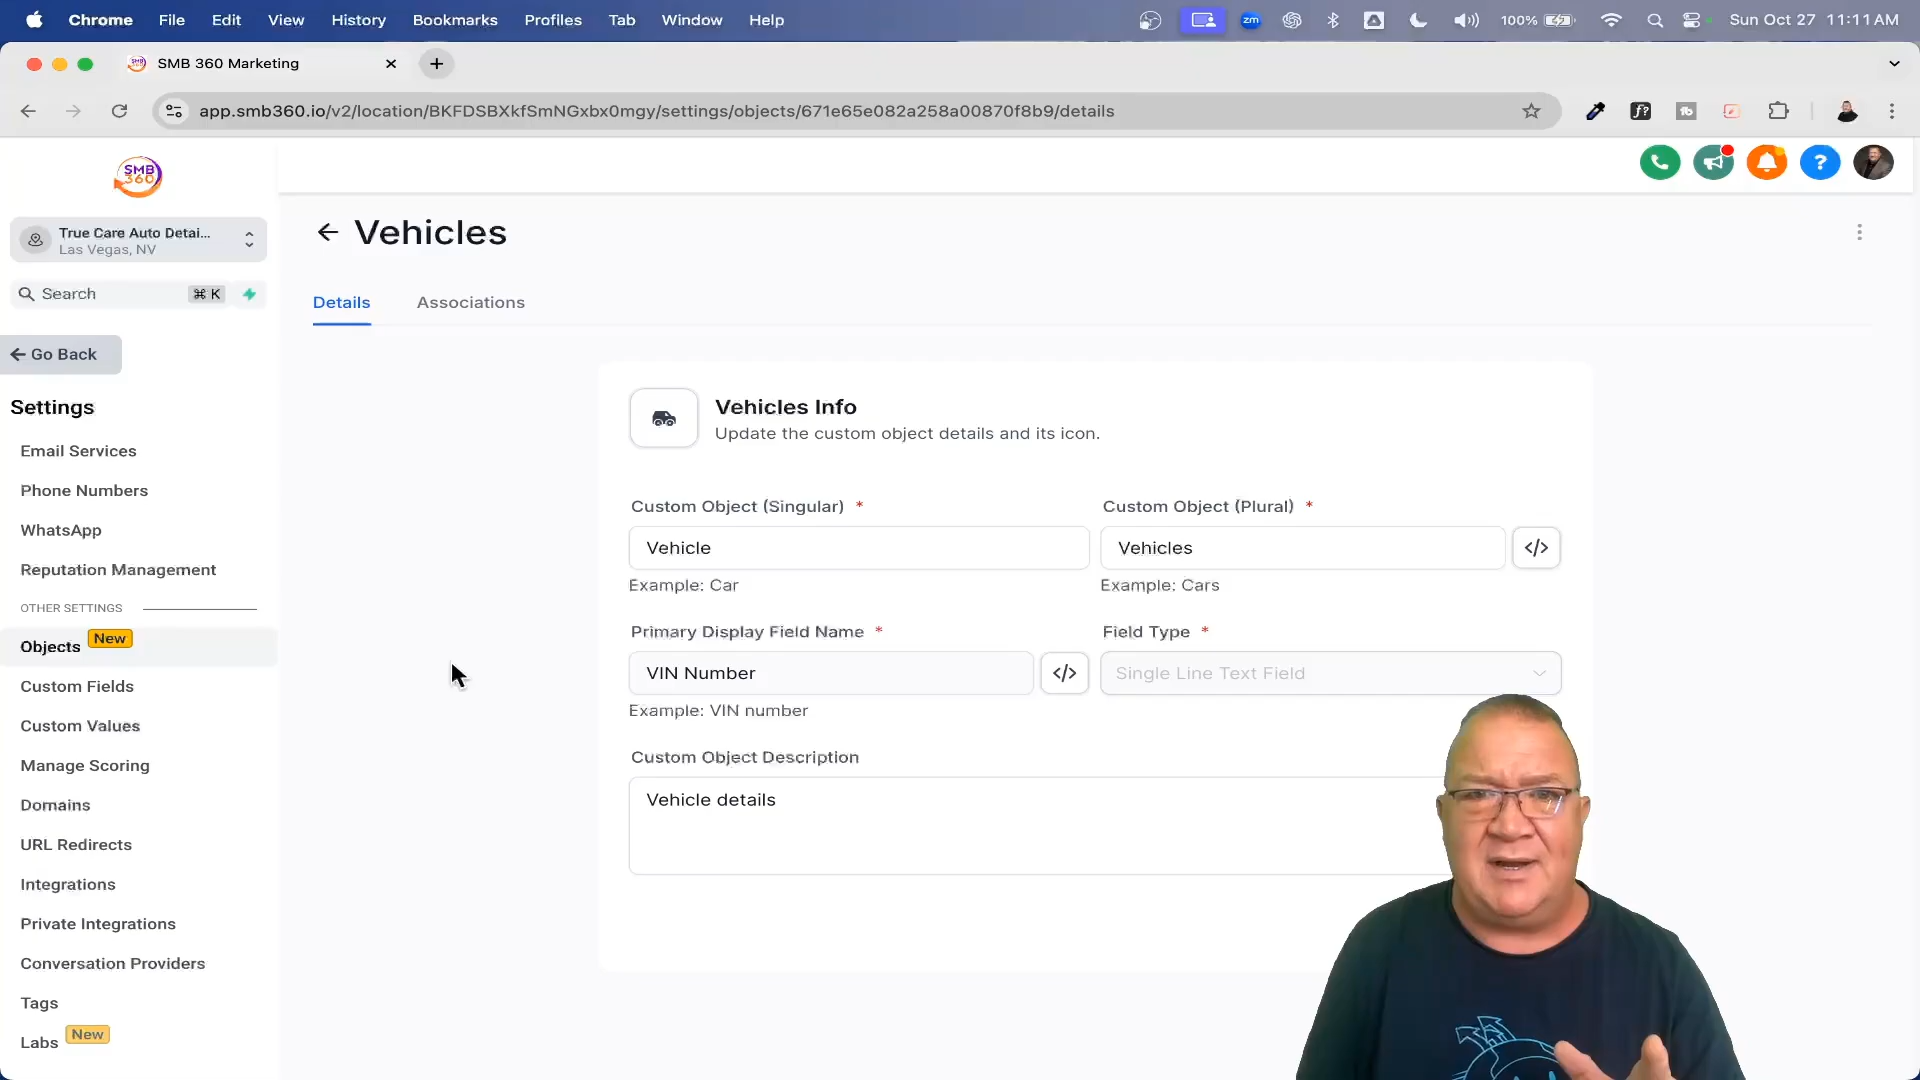 Chrome File Edit View History Bookmarks Profiles Tab Window Help
zm 100% Sun Oct 27 11:11 AM
SMB 360 Marketing
app.smb360.io/v2/location/BKFDSBXkfSmNGxbx0mgy/settings/objects/671e65e082a258a00870f8b9/details
f?
SMB
360
True Care Auto Detai...
Las Vegas, NV
Search ⌘ K
Go Back
Settings
Email Services
Phone Numbers
WhatsApp
Reputation Management
OTHER SETTINGS
Objects New
Custom Fields
Custom Values
Manage Scoring
Domains
URL Redirects
Integrations
Private Integrations
Conversation Providers
Tags
Labs New
?
Vehicles
Details Associations
Vehicles Info
Update the custom object details and its icon.
Custom Object (Singular) * Custom Object (Plural) *
Vehicle Vehicles </>
Example: Car Example: Cars
Primary Display Field Name * Field Type *
VIN Number </> Single Line Text Field
Example: VIN number
Custom Object Description
Vehicle details